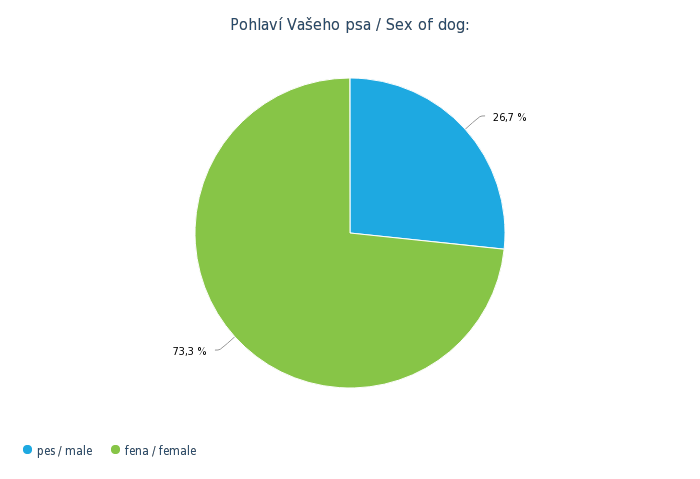 Pohlaví Vašeho psa / Sex of dog:
26,7 %
73,3 %
pes / male
fena / female